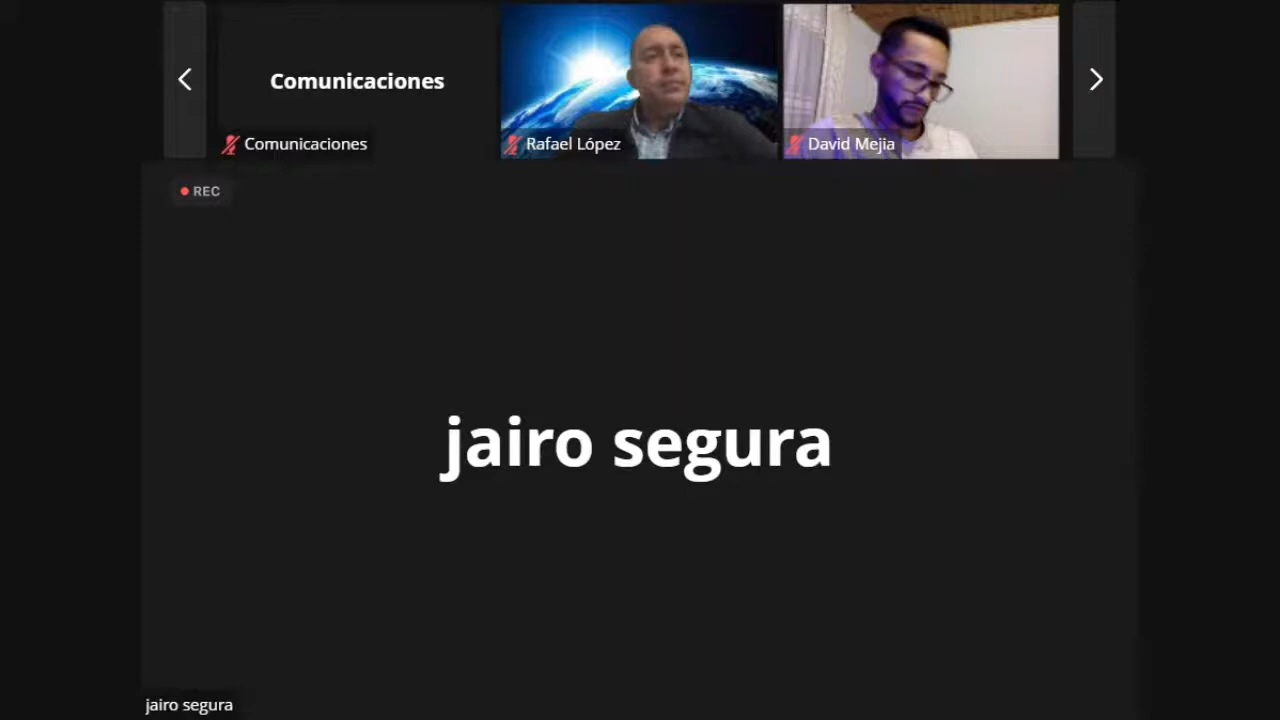 Comunicaciones
Comunicaciones
Rafael López
David Mejia
REC
jairo segura
jairo segura